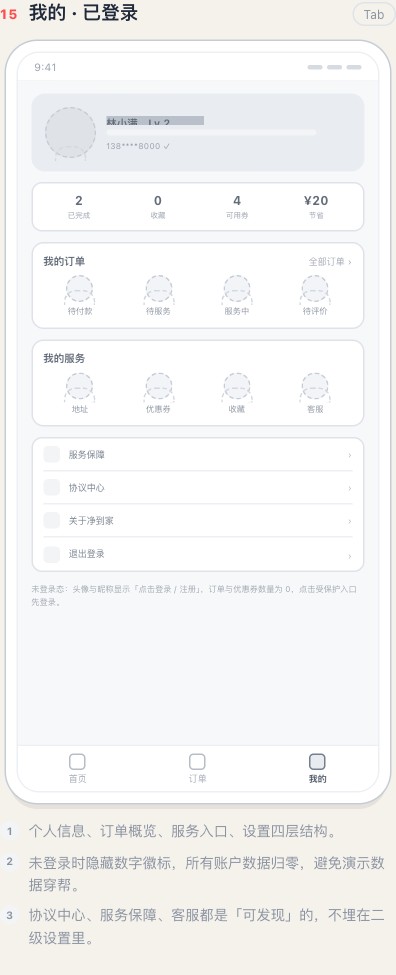 15 我的 · 已登录 Tab
9:41
林小满 Lv.2
138****8000 ✓
2 0 4 ¥20
已完成 收藏 可用券 节省
我的订单 全部订单 ›
待付款 待服务 服务中 待评价
我的服务
地址 优惠券 收藏 客服
服务保障 ›
协议中心 ›
关于净到家 ›
退出登录 ›
未登录态：头像与昵称显示「点击登录 / 注册」，订单与优惠券数量为 0，点击受保护入口
先登录。
首页 订单 我的
1 个人信息、订单概览、服务入口、设置四层结构。
2 未登录时隐藏数字徽标，所有账户数据归零，避免演示数
据穿帮。
3 协议中心、服务保障、客服都是「可发现」的，不埋在二
级设置里。